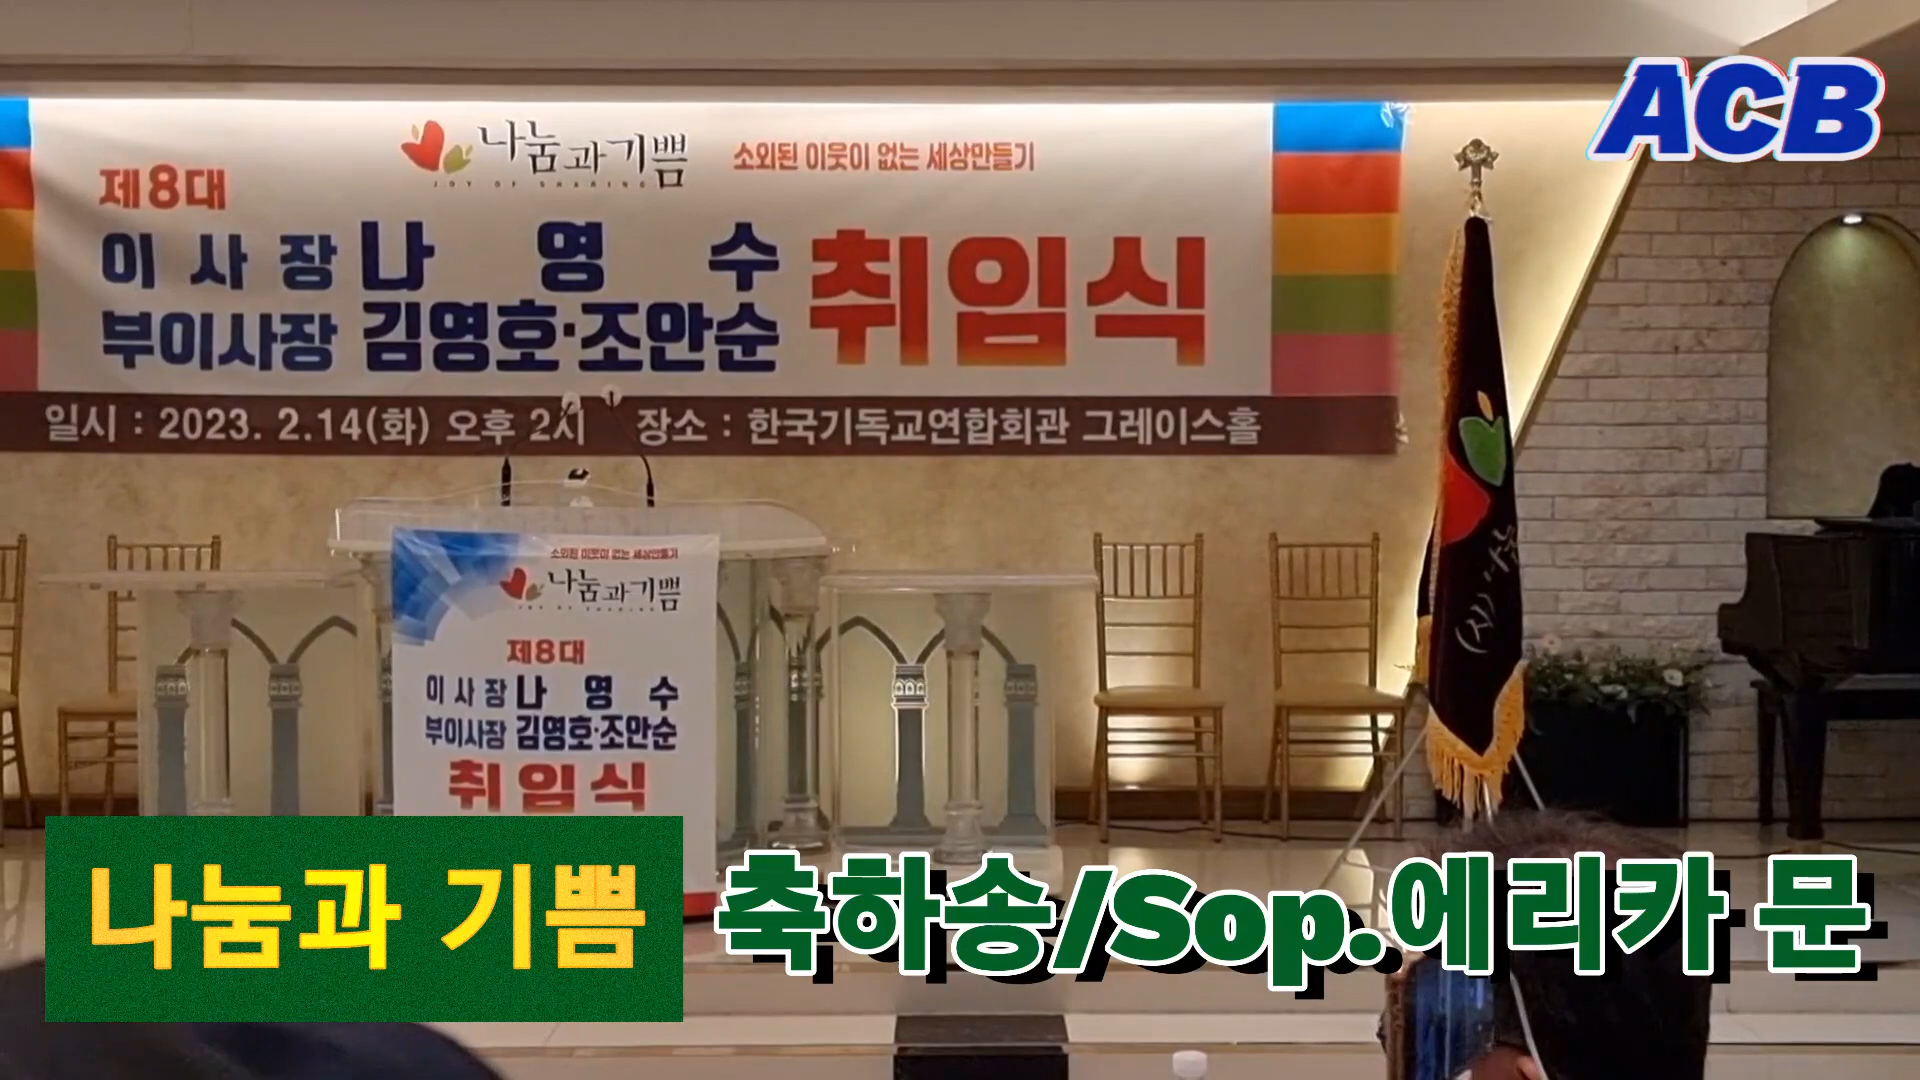 ACB
나눔과기쁨
JOY OF SHARING
소외된 이웃이 없는 세상만들기
제8대
이사장 나영수
부이사장 김영호·조안순
취임식
일시 : 2023. 2.14(화) 오후 2시 장소 : 한국기독교연합회관 그레이스홀
소외된 이웃이 없는 세상만들기
나눔과기쁨
JOY OF SHARING
제8대
이사장 나영수
부이사장 김영호·조안순
취임식
(사) 나눔
나눔과 기쁨
축하송/Sop.에리카 문